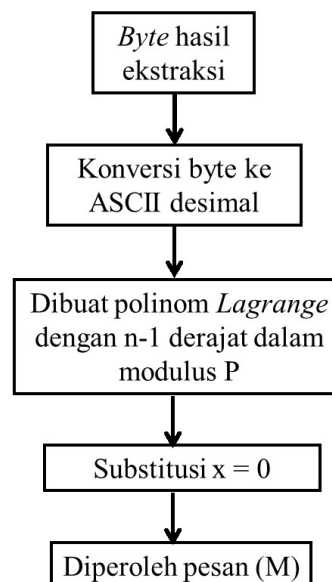 Byte hasil
ekstraksi
Konversi byte ke
ASCII desimal
Dibuat polinom Lagrange
dengan n-1 derajat dalam
modulus P
Substitusi x = 0
Diperoleh pesan (M)